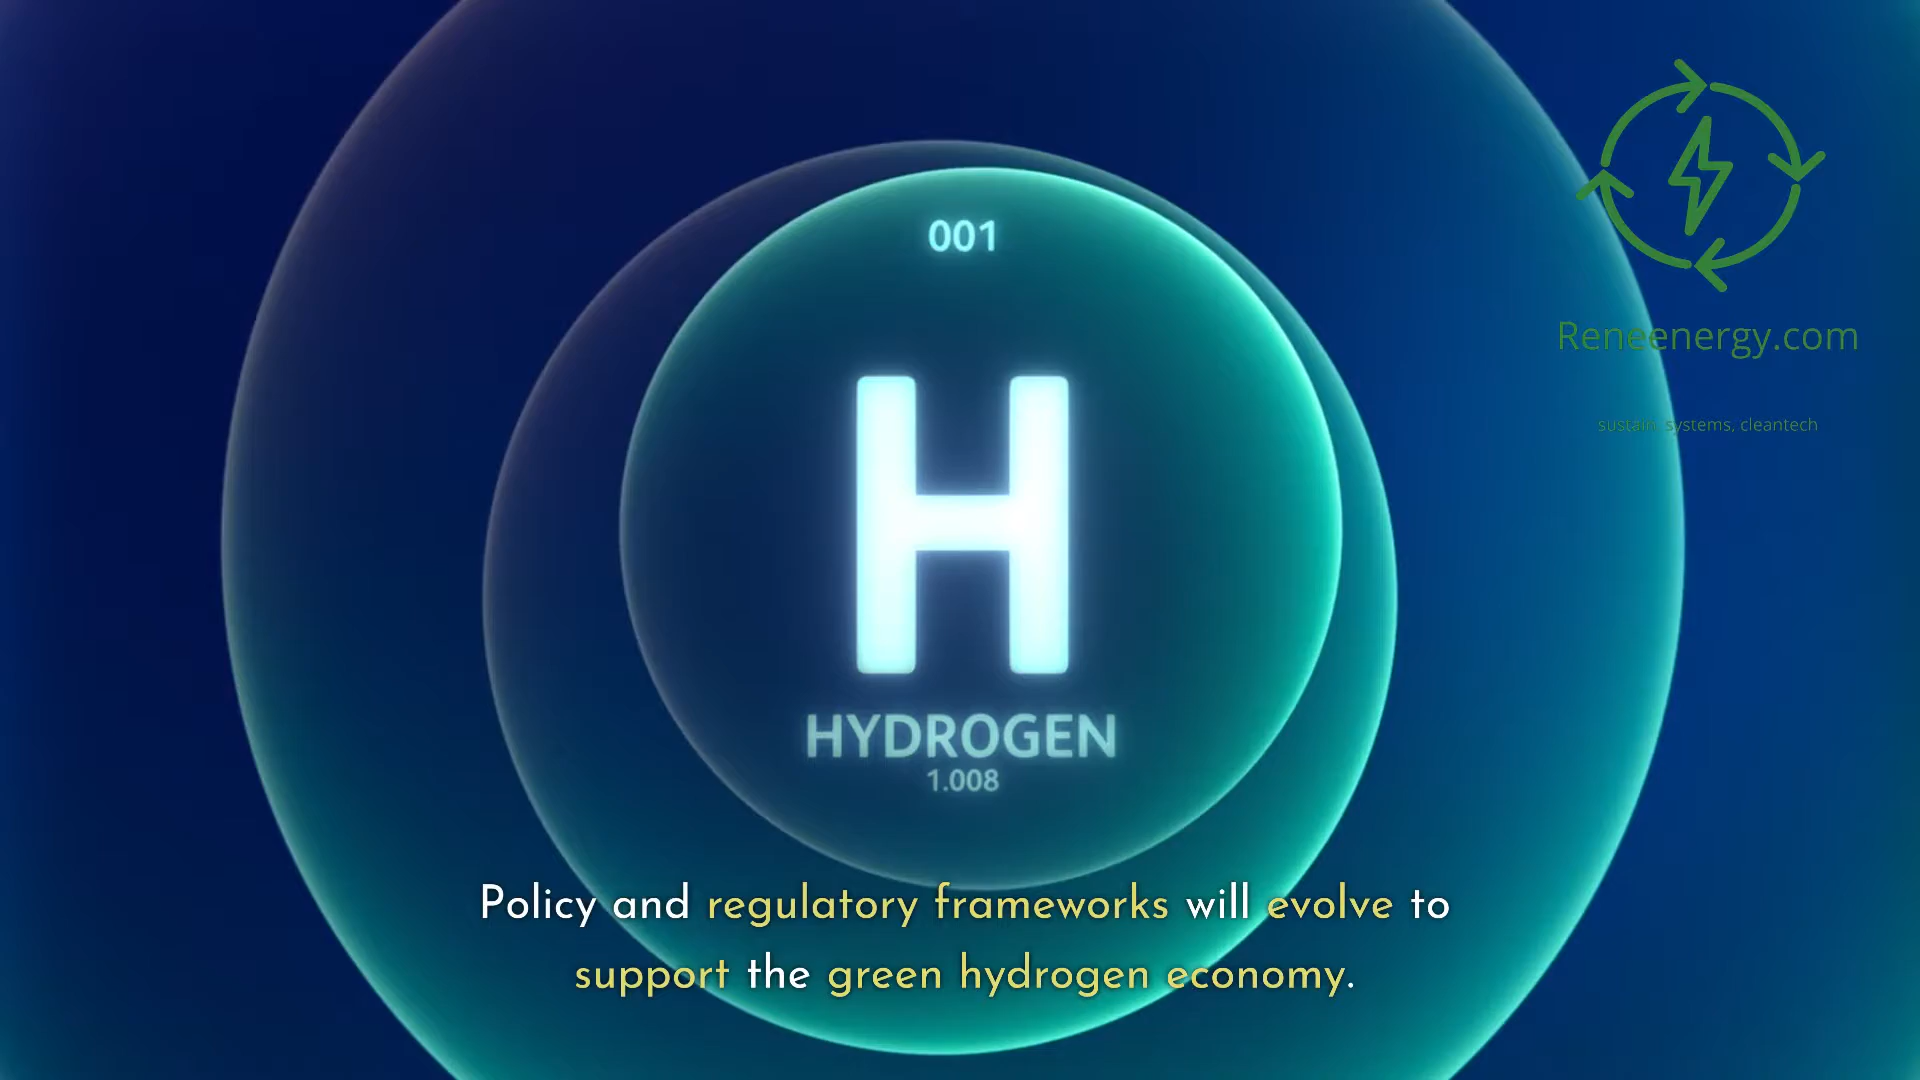 001
H
HYDROGEN
1.008
Reneenergy.com
sustain, systems, cleantech
Policy and regulatory frameworks will evolve to
support the green hydrogen economy.